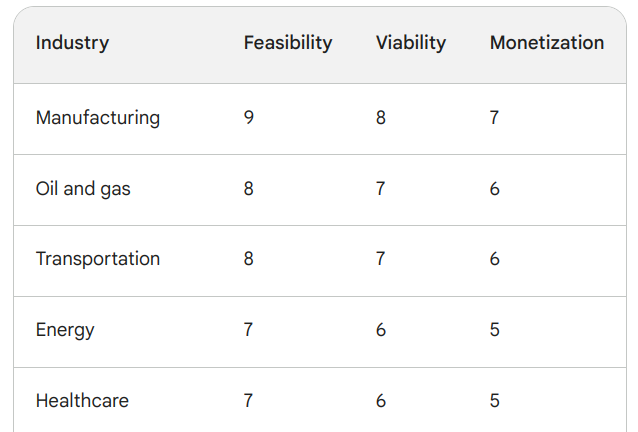 Industry Feasibility Viability Monetization
Manufacturing 9 8 7
Oil and gas 8 7 6
Transportation 8 7 6
Energy 7 6 5
Healthcare 7 6 5